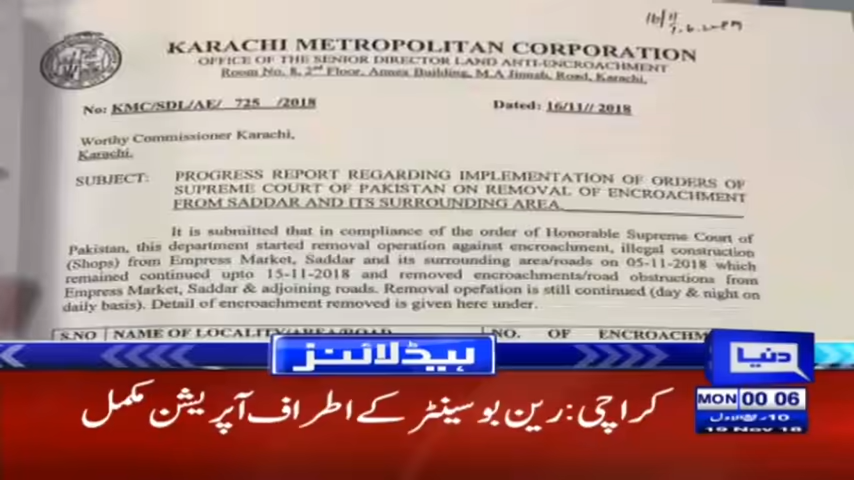 KARACHI METROPOLITAN CORPORATION
OFFICE OF THE SENIOR DIRECTOR LAND ANTI-ENCROACHMENT
Room No. 8, 2nd Floor, Annex Building, M.A Jinnah, Road, Karachi.
No: KMC/SDL/AE/ 725 /2018
Dated: 16/11// 2018
Worthy Commissioner Karachi,
Karachi.
SUBJECT: PROGRESS REPORT REGARDING IMPLEMENTATION OF ORDERS OF
SUPREME COURT OF PAKISTAN ON REMOVAL OF ENCROACHMENT
FROM SADDAR AND ITS SURROUNDING AREA.
It is submitted that in compliance of the order of Honorable Supreme Court of
Pakistan, this department started removal operation against encroachment, illegal construction
(Shops) from Empress Market, Saddar and its surrounding area/roads on 05-11-2018 which
remained continued upto 15-11-2018 and removed encroachments/road obstructions from
Empress Market, Saddar & adjoining roads. Removal operation is still continued (day & night on
daily basis). Detail of encroachment removed is given here under.
S.NO NAME OF LOCALITY/AREA/ROAD NO. OF ENCROACHM
ہیڈلائنز
دنیا
کراچی: رین بو سینٹر کے اطراف آپریشن مکمل
MON 00 06
10 ربیع الاول
19 Nov 18